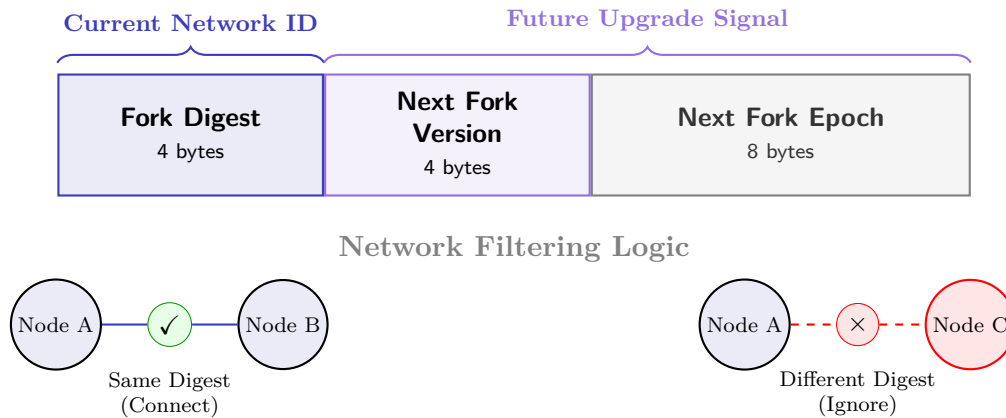 Current Network ID
Future Upgrade Signal
Fork Digest
4 bytes
Next Fork
Version
4 bytes
Next Fork Epoch
8 bytes
Network Filtering Logic
Node A
✓
Node B
Same Digest
(Connect)
Node A
×
Node C
Different Digest
(Ignore)